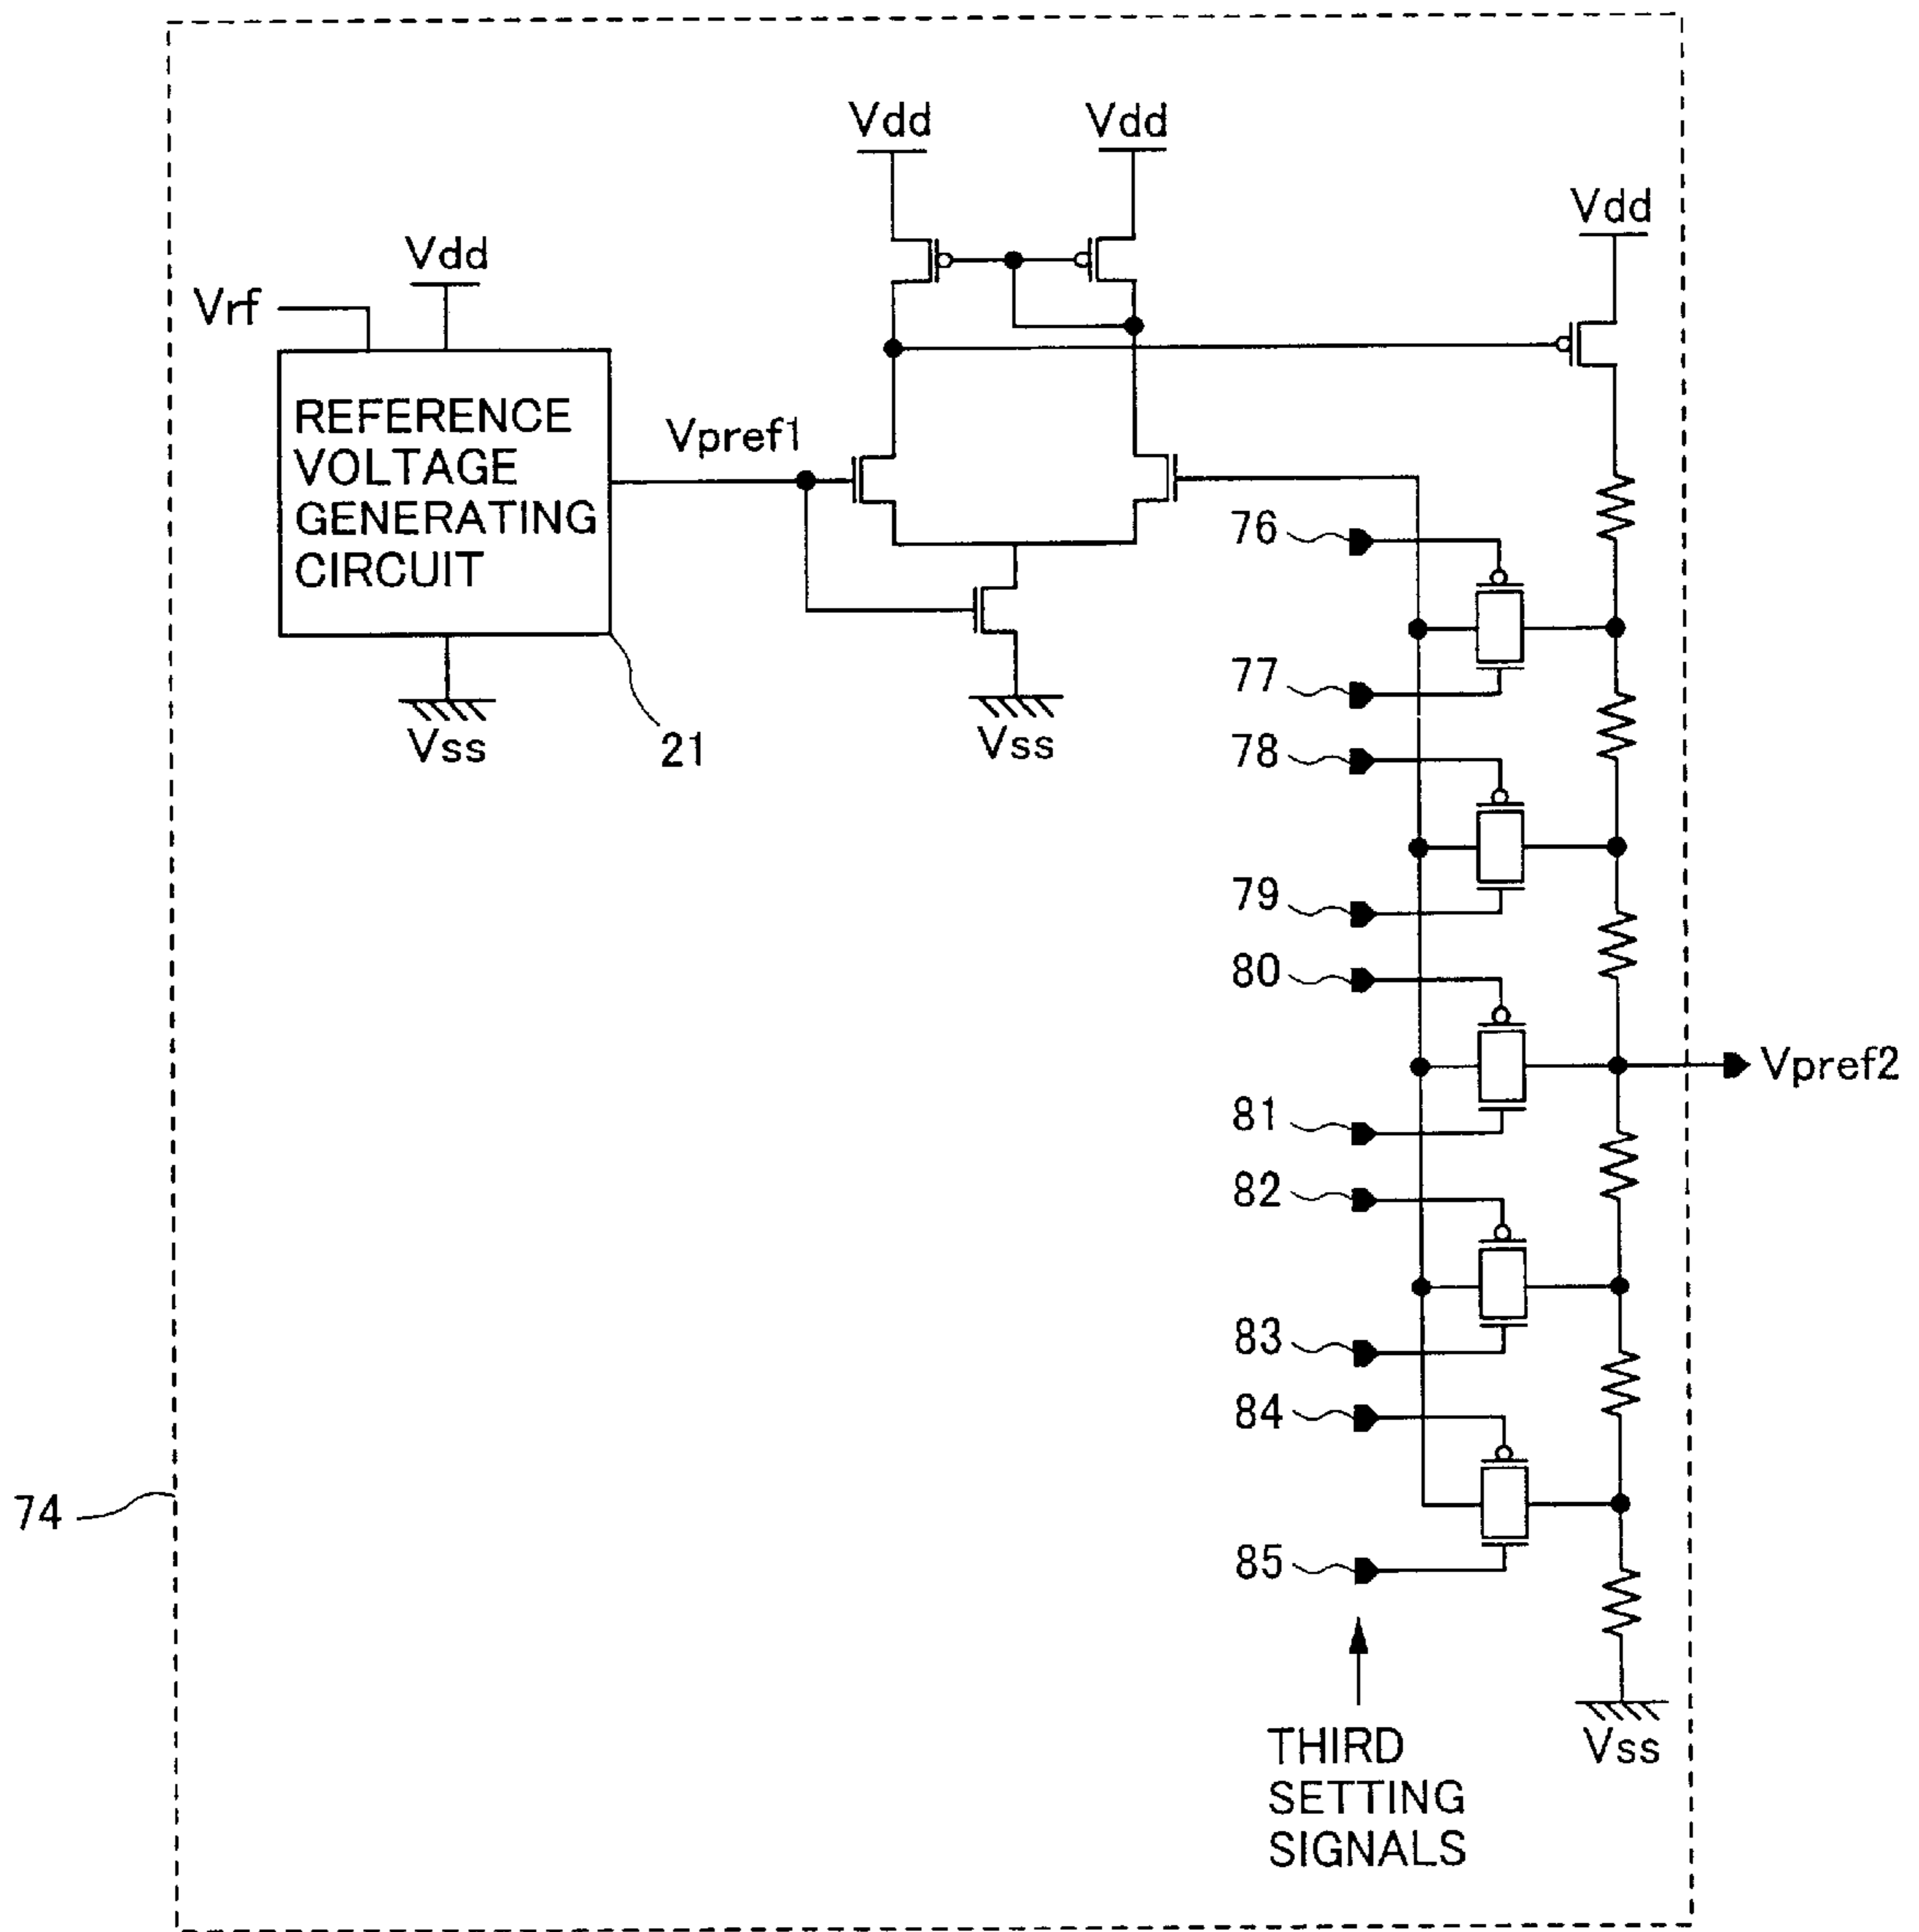 Vdd
Vdd
Vdd
Vdd
Vrf
REFERENCE
VOLTAGE
GENERATING
CIRCUIT
Vpref1
Vss
21
Vss
76
77
78
79
80
81
Vpref2
82
83
84
85
74
THIRD
SETTING
SIGNALS
Vss